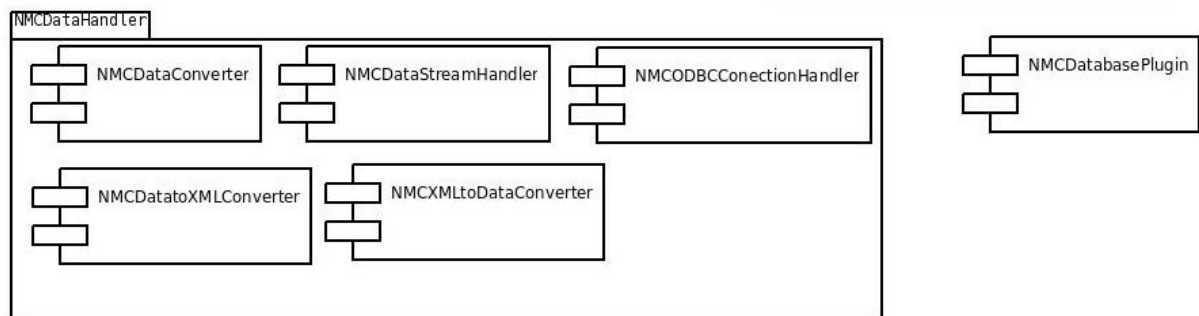 NMCDataHandler
NMCDataConverter
NMCDataStreamHandler
NMCODBCConectionHandler
NMCDatabasePlugin
NMCDatatoXMLConverter
NMCXMLtoDataConverter